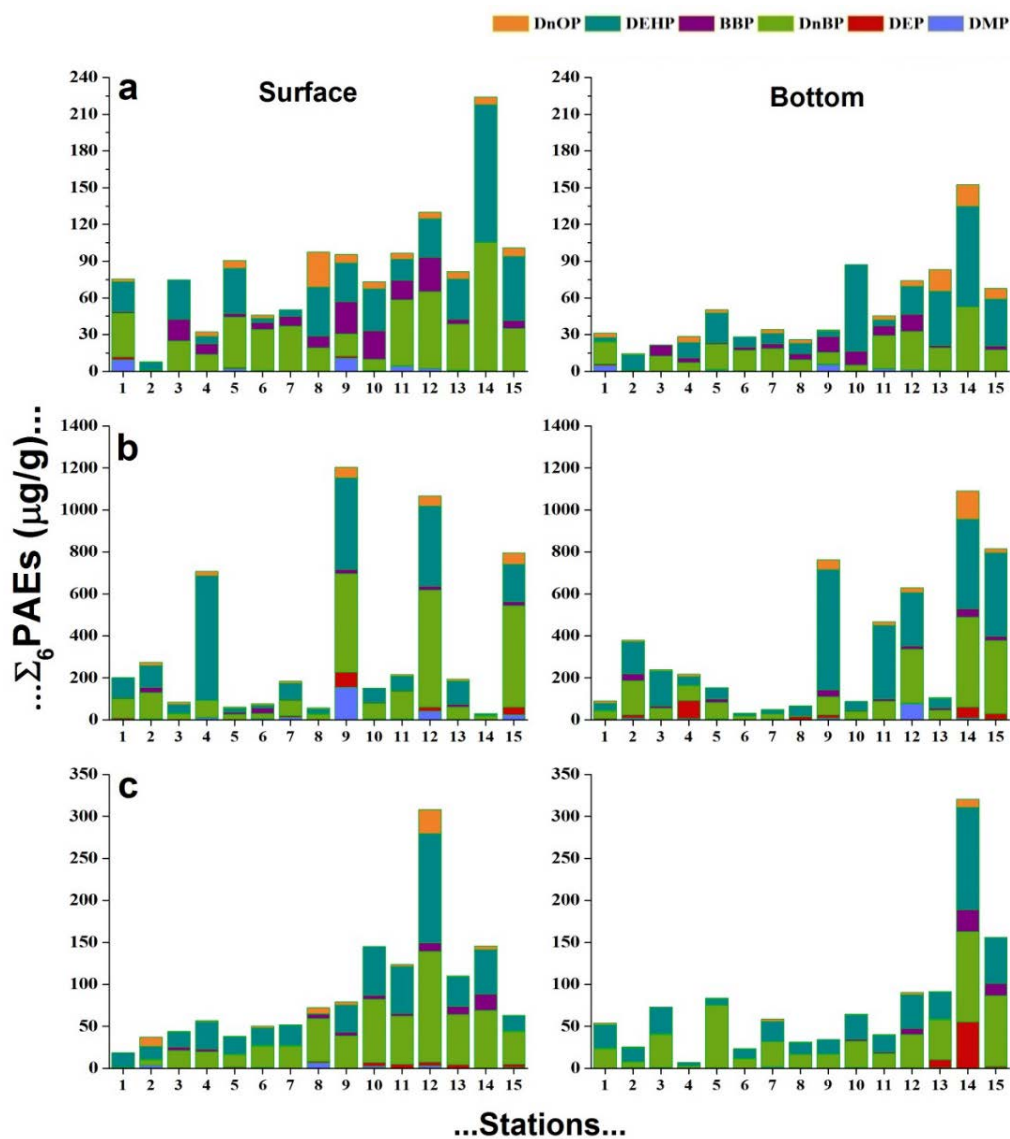 DnOP DEHP BBP DnBP DEP DMP
a Surface Bottom
240 240
210 210
180 180
150 150
120 120
90 90
60 60
30 30
0 0
1 2 3 4 5 6 7 8 9 10 11 12 13 14 15 1 2 3 4 5 6 7 8 9 10 11 12 13 14 15
...Σ₆PAEs (μg/g)...
b
1400 1400
1200 1200
1000 1000
800 800
600 600
400 400
200 200
0 0
1 2 3 4 5 6 7 8 9 10 11 12 13 14 15 1 2 3 4 5 6 7 8 9 10 11 12 13 14 15
c
350 350
300 300
250 250
200 200
150 150
100 100
50 50
0 0
1 2 3 4 5 6 7 8 9 10 11 12 13 14 15 1 2 3 4 5 6 7 8 9 10 11 12 13 14 15
...Stations...